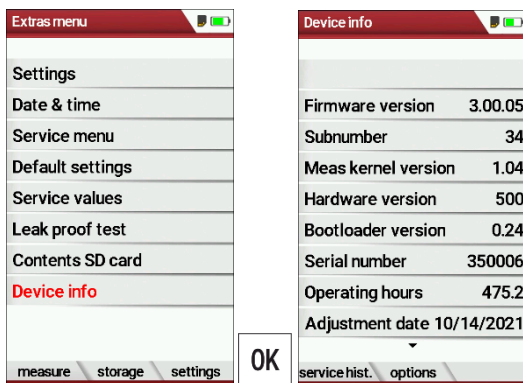 Extras menu
Settings
Date & time
Service menu
Default settings
Service values
Leak proof test
Contents SD card
Device info
measure storage settings
OK
Device info
Firmware version 3.00.05
Subnumber 34
Meas kernel version 1.04
Hardware version 500
Bootloader version 0.24
Serial number 350006
Operating hours 475.2
Adjustment date 10/14/2021
service hist. options